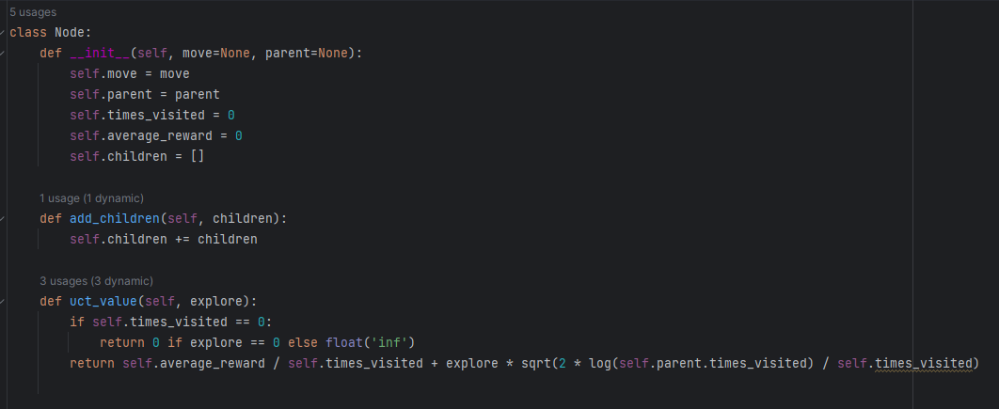 5 usages
class Node:
    def __init__(self, move=None, parent=None):
        self.move = move
        self.parent = parent
        self.times_visited = 0
        self.average_reward = 0
        self.children = []
    1 usage (1 dynamic)
    def add_children(self, children):
        self.children += children
    3 usages (3 dynamic)
    def uct_value(self, explore):
        if self.times_visited == 0:
            return 0 if explore == 0 else float('inf')
        return self.average_reward / self.times_visited + explore * sqrt(2 * log(self.parent.times_visited) / self.times_visited)